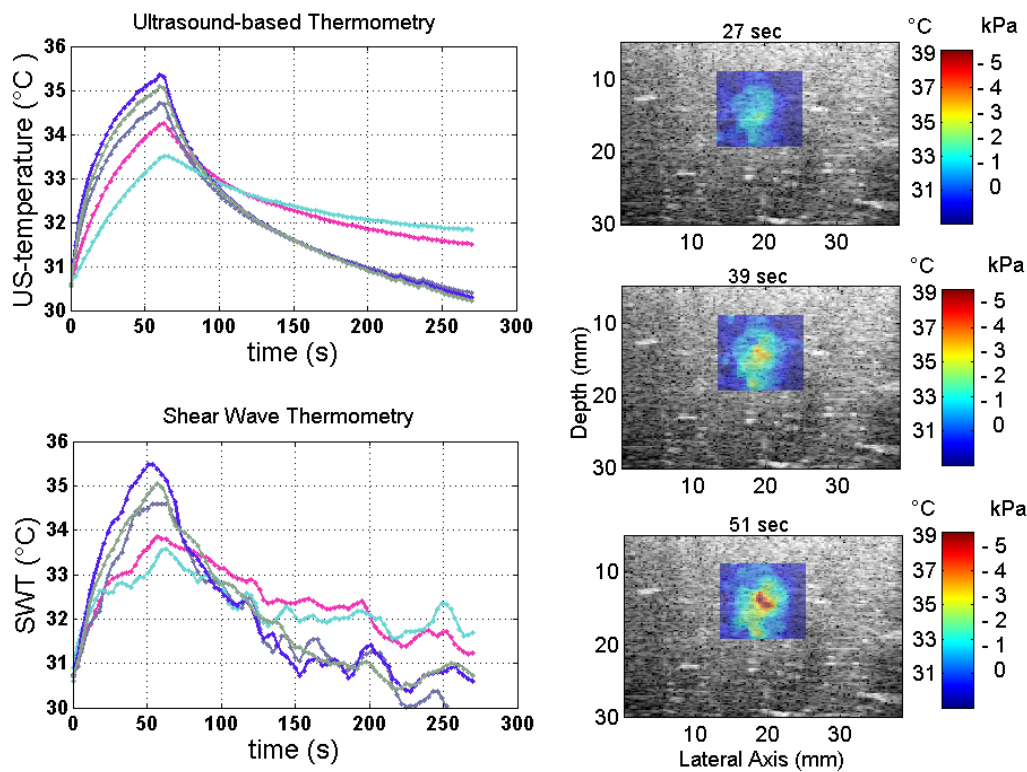 Ultrasound-based Thermometry
US-temperature (°C)
36
35
34
33
32
31
30
0 50 100 150 200 250 300
time (s)
Shear Wave Thermometry
SWT (°C)
36
35
34
33
32
31
30
0 50 100 150 200 250 300
time (s)
27 sec
10
20
30
10 20 30
°C kPa
39
37
35
33
31
- 5
- 4
- 3
- 2
- 1
0
39 sec
Depth (mm)
10
20
30
10 20 30
°C kPa
39
37
35
33
31
- 5
- 4
- 3
- 2
- 1
0
51 sec
10
20
30
10 20 30
Lateral Axis (mm)
°C kPa
39
37
35
33
31
- 5
- 4
- 3
- 2
- 1
0